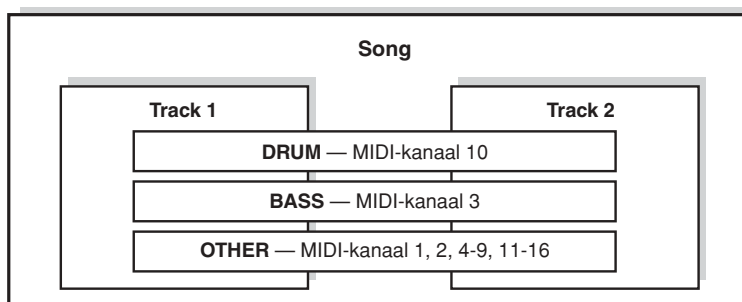 Song
Track 1
Track 2
DRUM — MIDI-kanaal 10
BASS — MIDI-kanaal 3
OTHER — MIDI-kanaal 1, 2, 4-9, 11-16